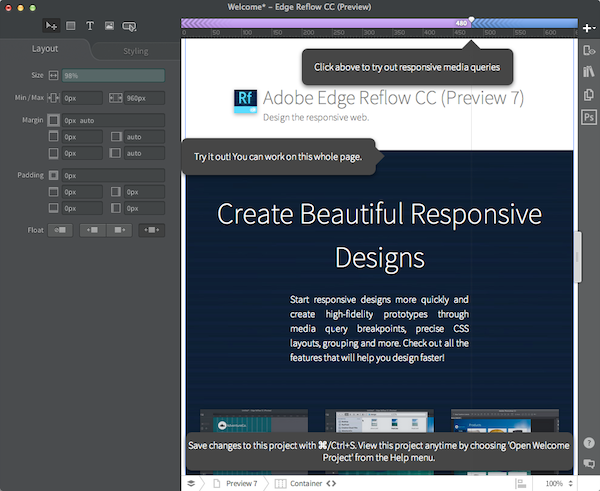 Welcome* – Edge Reflow CC (Preview)
T
480
Layout
Styling
0 50 100 150 200 250 300 350 400 450 500 550 600
Size 98%
Min / Max 0px 960px
Margin 0px auto
0px auto
0px auto
Padding 0px
0px 0px
0px 0px
Float
Click above to try out responsive media queries
Rf
Adobe Edge Reflow CC (Preview 7)
Design the responsive web.
Ps
Try it out! You can work on this whole page.
Create Beautiful Responsive
Designs
Start responsive designs more quickly and
create high-fidelity prototypes through
media query breakpoints, precise CSS
layouts, grouping and more. Check out all the
features that will help you design faster!
Save changes to this project with ⌘/Ctrl+S. View this project anytime by choosing 'Open Welcome
Project' from the Help menu.
Preview 7 Container 100%